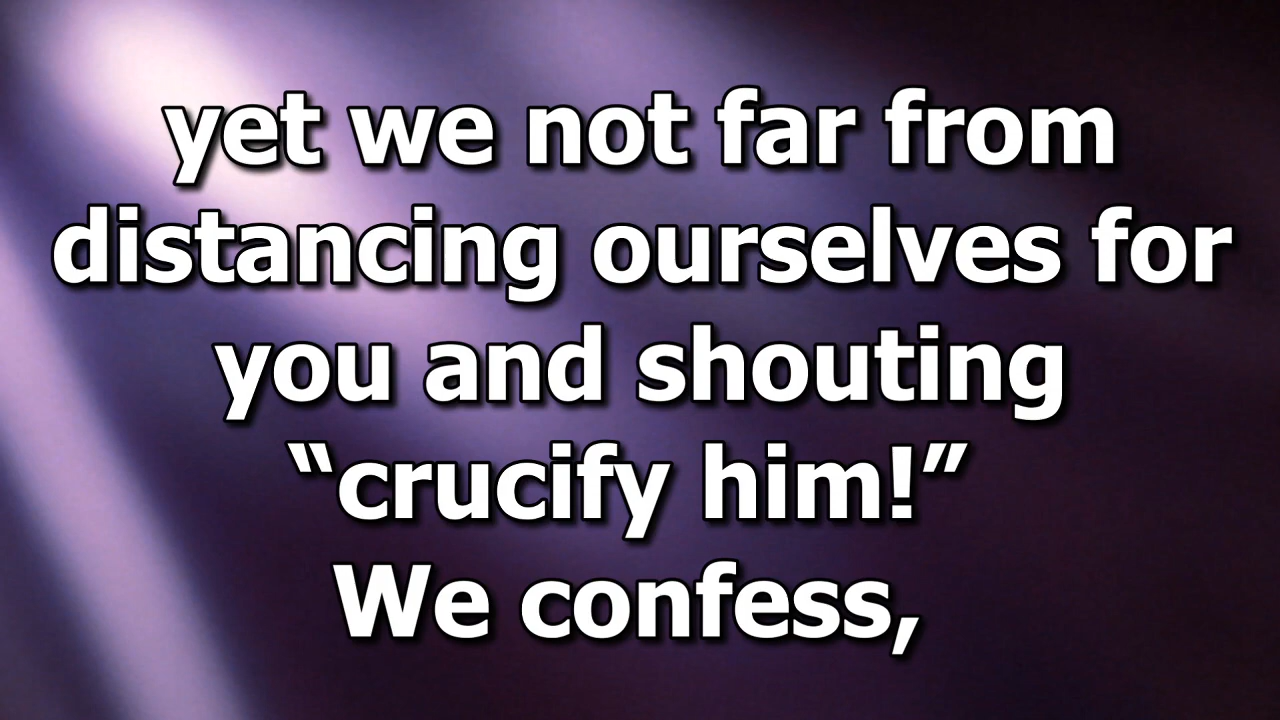 yet we not far from
distancing ourselves for
you and shouting
“crucify him!”
We confess,